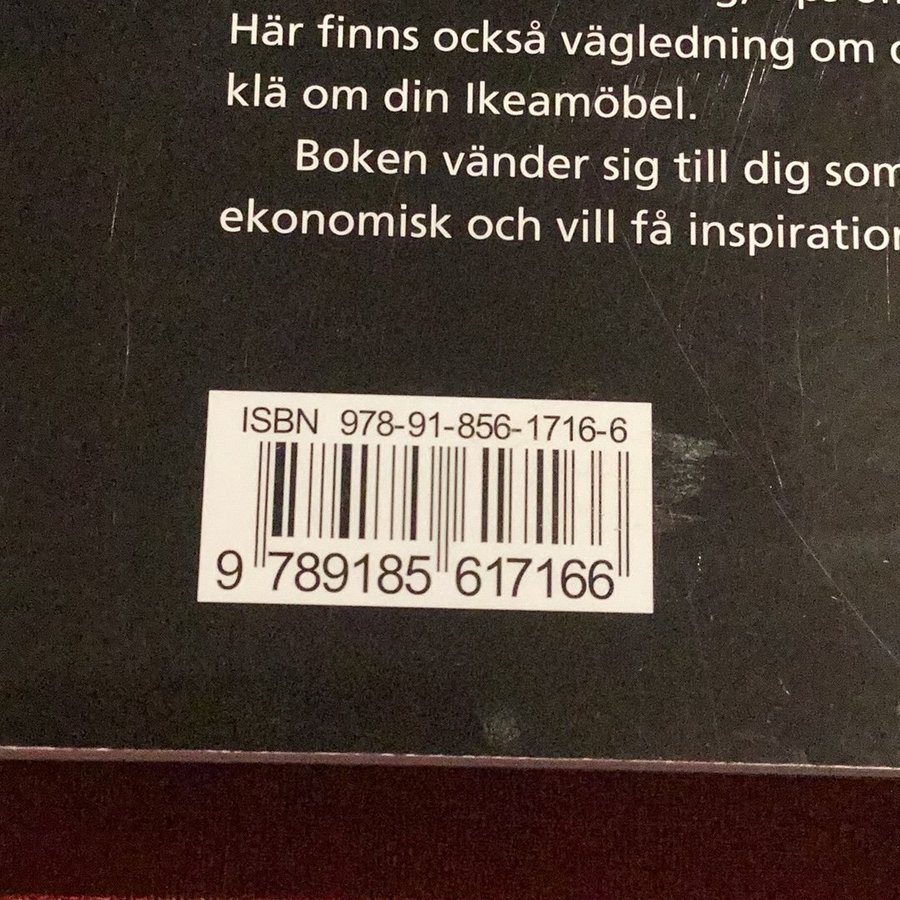 Här finns också vägledning om
klä om din Ikeamöbel.
Boken vänder sig till dig som
ekonomisk och vill få inspiration
ISBN 978-91-856-1716-6
9 789185 617166